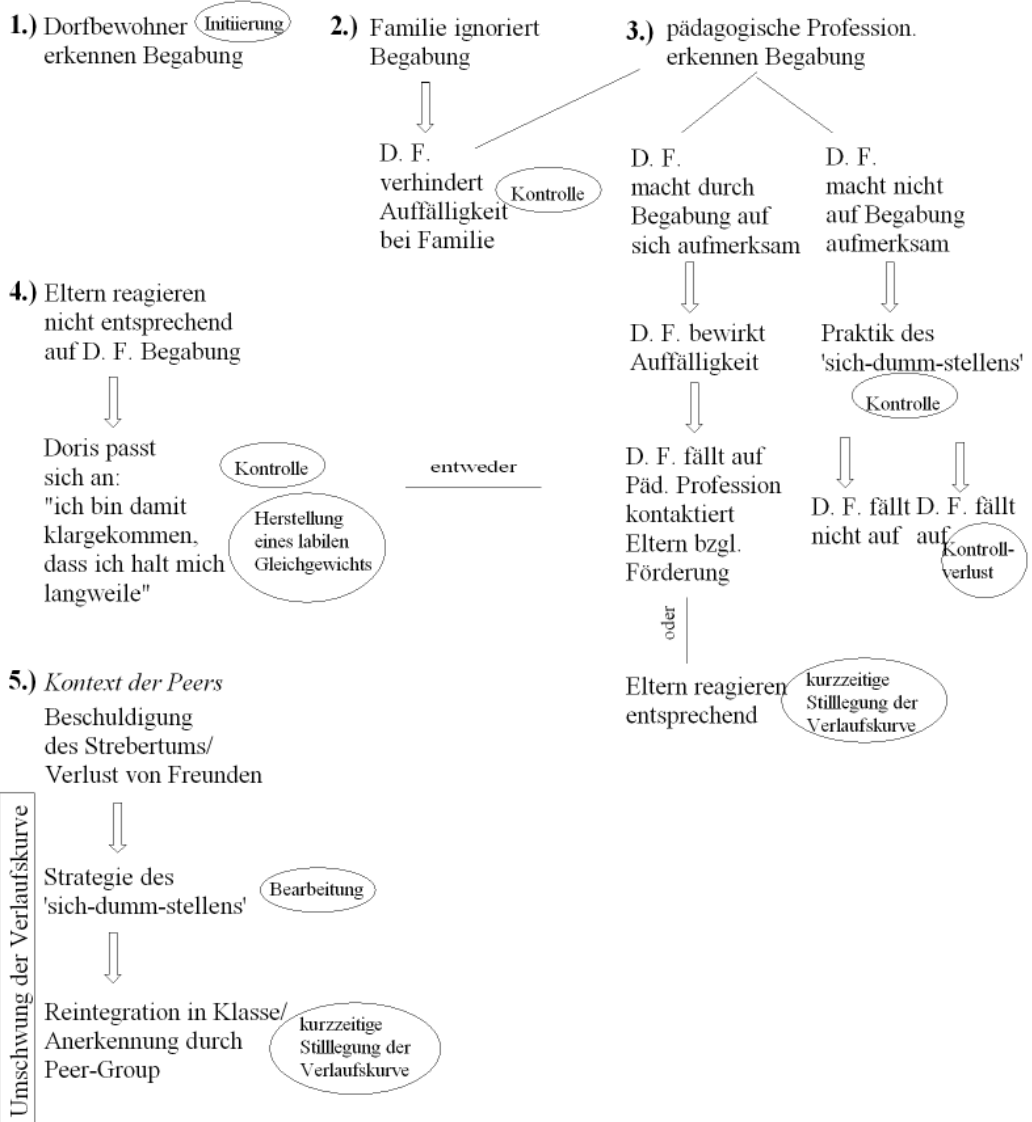 1.) Dorfbewohner Initiierung
erkennen Begabung
2.) Familie ignoriert
Begabung
D. F.
verhindert
Auffälligkeit
bei Familie
Kontrolle
3.) pädagogische Profession.
erkennen Begabung
D. F.
macht durch
Begabung auf
sich aufmerksam
D. F. bewirkt
Auffälligkeit
D. F. fällt auf
Päd. Profession
kontaktiert
Eltern bzgl.
Förderung
oder
Eltern reagieren
entsprechend
kurzzeitige
Stilllegung der
Verlaufskurve
D. F.
macht nicht
auf Begabung
aufmerksam
Praktik des
'sich-dumm-stellens'
Kontrolle
D. F. fällt
nicht auf
D. F. fällt
auf
Kontroll-
verlust
4.) Eltern reagieren
nicht entsprechend
auf D. F. Begabung
Doris passt
sich an:
"ich bin damit
klargekommen,
dass ich halt mich
langweile"
Kontrolle
Herstellung
eines labilen
Gleichgewichts
entweder
5.) Kontext der Peers
Beschuldigung
des Strebertums/
Verlust von Freunden
Strategie des
'sich-dumm-stellens'
Bearbeitung
Reintegration in Klasse/
Anerkennung durch
Peer-Group
kurzzeitige
Stilllegung der
Verlaufskurve
Umschwung der Verlaufskurve